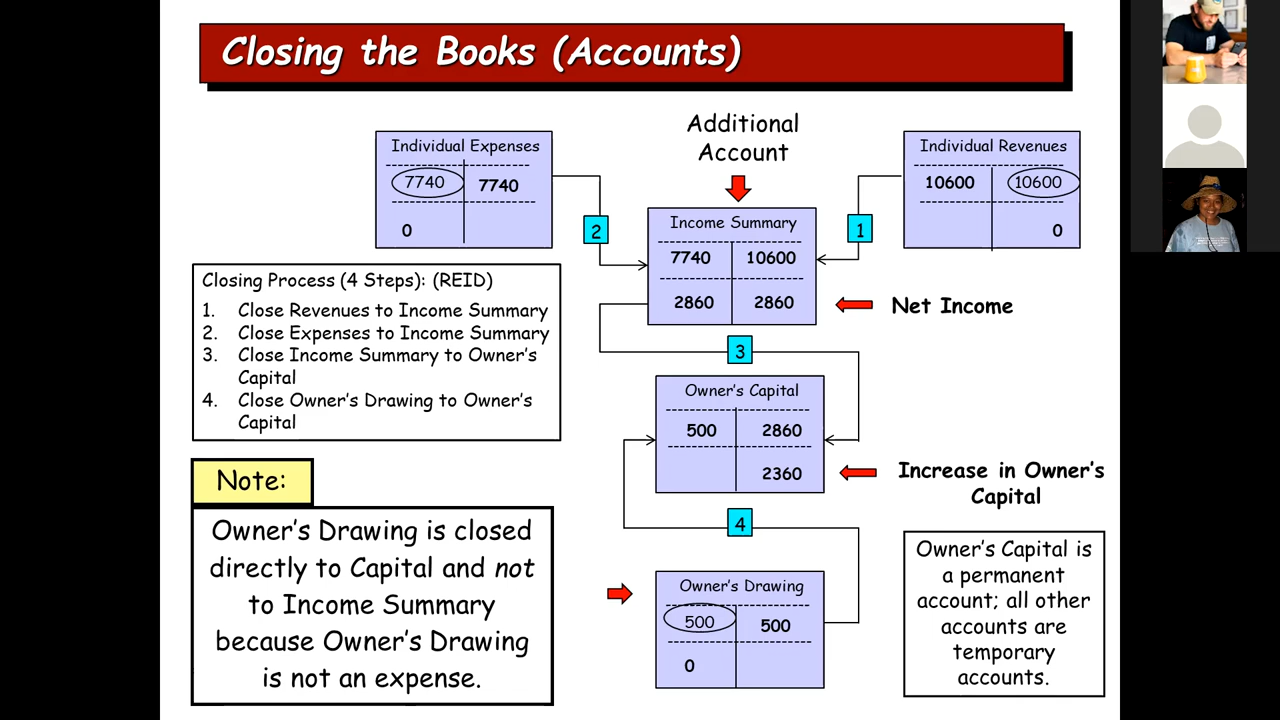 Closing the Books (Accounts)
Additional
Account
Individual Expenses
7740 7740
0
Individual Revenues
10600 10600
0
2
1
Income Summary
7740 10600
2860 2860
Net Income
Closing Process (4 Steps): (REID)
1. Close Revenues to Income Summary
2. Close Expenses to Income Summary
3. Close Income Summary to Owner's
Capital
4. Close Owner's Drawing to Owner's
Capital
3
Owner's Capital
500 2860
2360
Increase in Owner's
Capital
4
Note:
Owner's Drawing is closed
directly to Capital and not
to Income Summary
because Owner's Drawing
is not an expense.
Owner's Drawing
500 500
0
Owner's Capital is
a permanent
account; all other
accounts are
temporary
accounts.